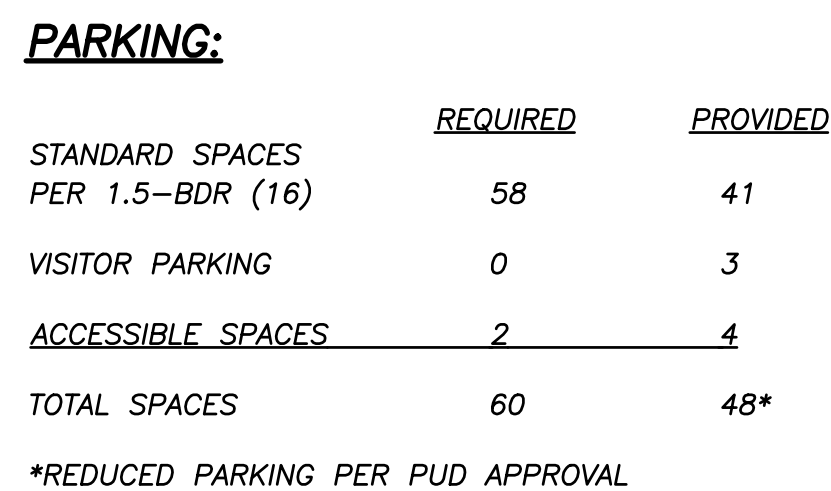 PARKING:
REQUIRED PROVIDED
STANDARD SPACES
PER 1.5-BDR (16) 58 41
VISITOR PARKING 0 3
ACCESSIBLE SPACES 2 4
TOTAL SPACES 60 48*
*REDUCED PARKING PER PUD APPROVAL